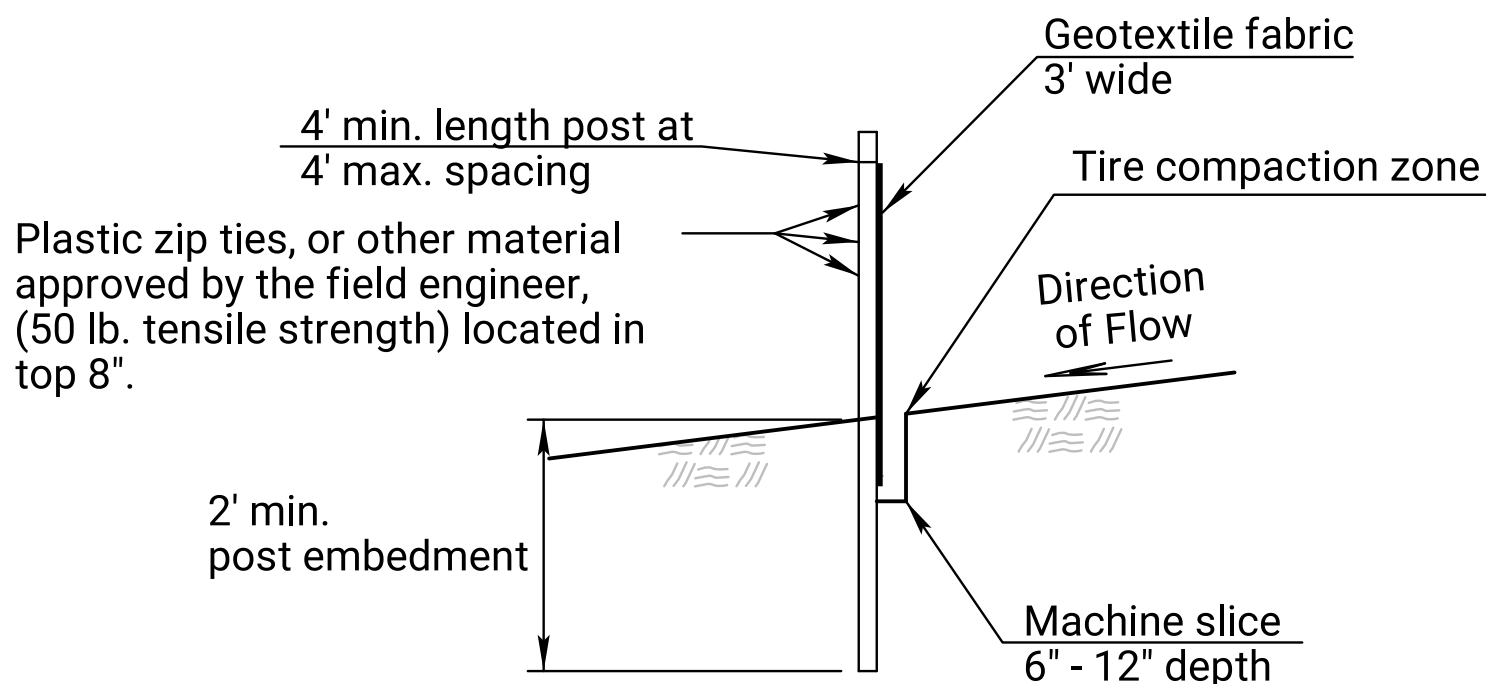 Geotextile fabric
3' wide
4' min. length post at
4' max. spacing
Tire compaction zone
Plastic zip ties, or other material
approved by the field engineer,
(50 lb. tensile strength) located in
top 8".
Direction
of Flow
2' min.
post embedment
Machine slice
6" - 12" depth